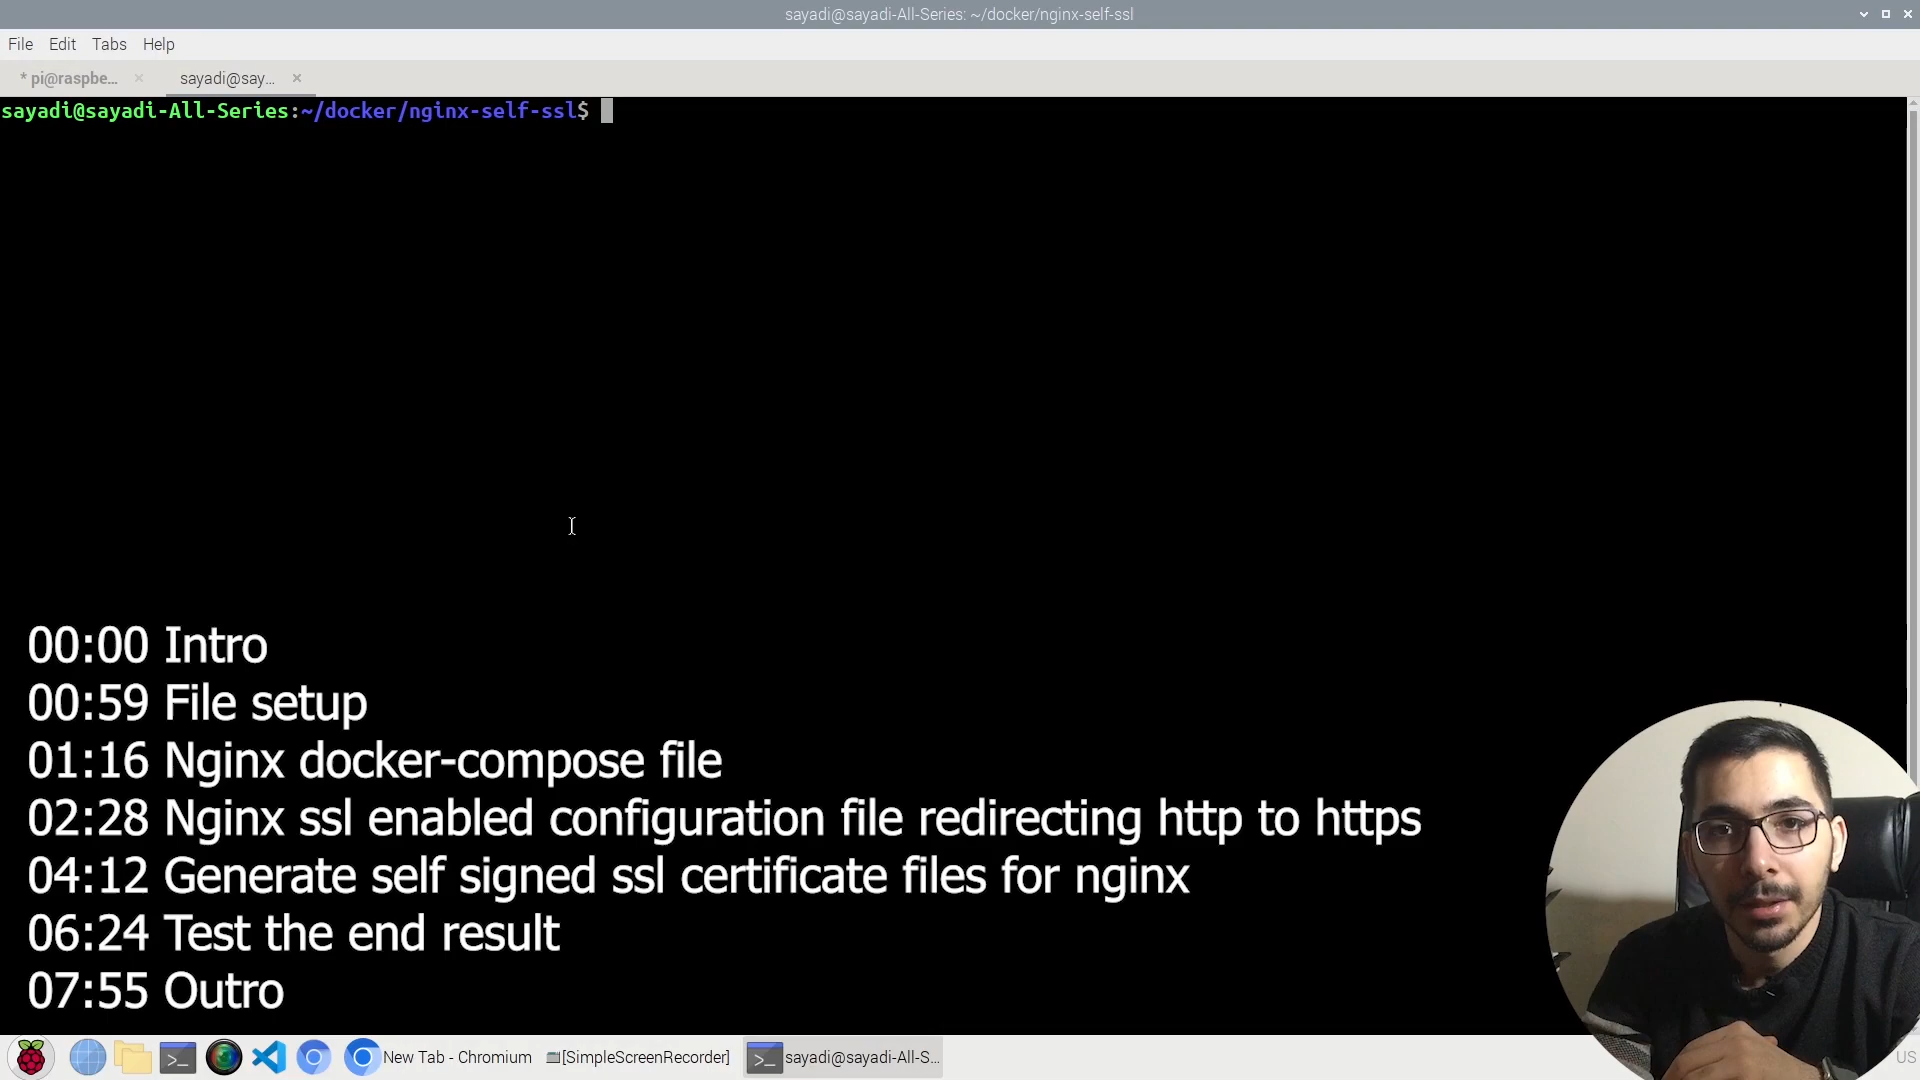 sayadi@sayadi-All-Series: ~/docker/nginx-self-ssl
File Edit Tabs Help
* pi@raspbe...
sayadi@say...
sayadi@sayadi-All-Series:~/docker/nginx-self-ssl$
00:00 Intro
00:59 File setup
01:16 Nginx docker-compose file
02:28 Nginx ssl enabled configuration file redirecting http to https
04:12 Generate self signed ssl certificate files for nginx
06:24 Test the end result
07:55 Outro
New Tab - Chromium [SimpleScreenRecorder] sayadi@sayadi-All-S... US